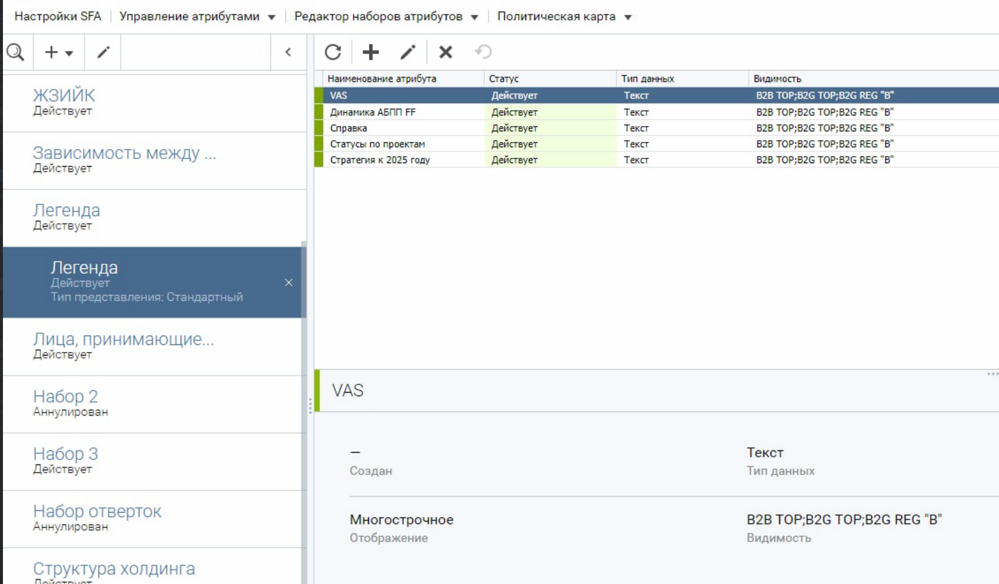 Настройки SFA Управление атрибутами Редактор наборов атрибутов Политическая карта
ЖЗИЙК
Действует
Зависимость между ...
Действует
Легенда
Действует
Легенда
Действует
Тип представления: Стандартный
Лица, принимающие...
Действует
Набор 2
Аннулирован
Набор 3
Действует
Набор отверток
Аннулирован
Структура холдинга
Действует
Наименование атрибута Статус Тип данных Видимость
VAS Действует Текст B2B TOP;B2G TOP;B2G REG "B"
Динамика АБПП FF Действует Текст B2B TOP;B2G TOP;B2G REG "B"
Справка Действует Текст B2B TOP;B2G TOP;B2G REG "B"
Статусы по проектам Действует Текст B2B TOP;B2G TOP;B2G REG "B"
Стратегия к 2025 году Действует Текст B2B TOP;B2G TOP;B2G REG "B"
VAS
— Текст
Создан Тип данных
Многострочное B2B TOP;B2G TOP;B2G REG "B"
Отображение Видимость